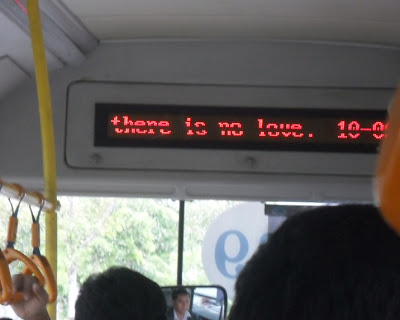 there is no love. 10-0